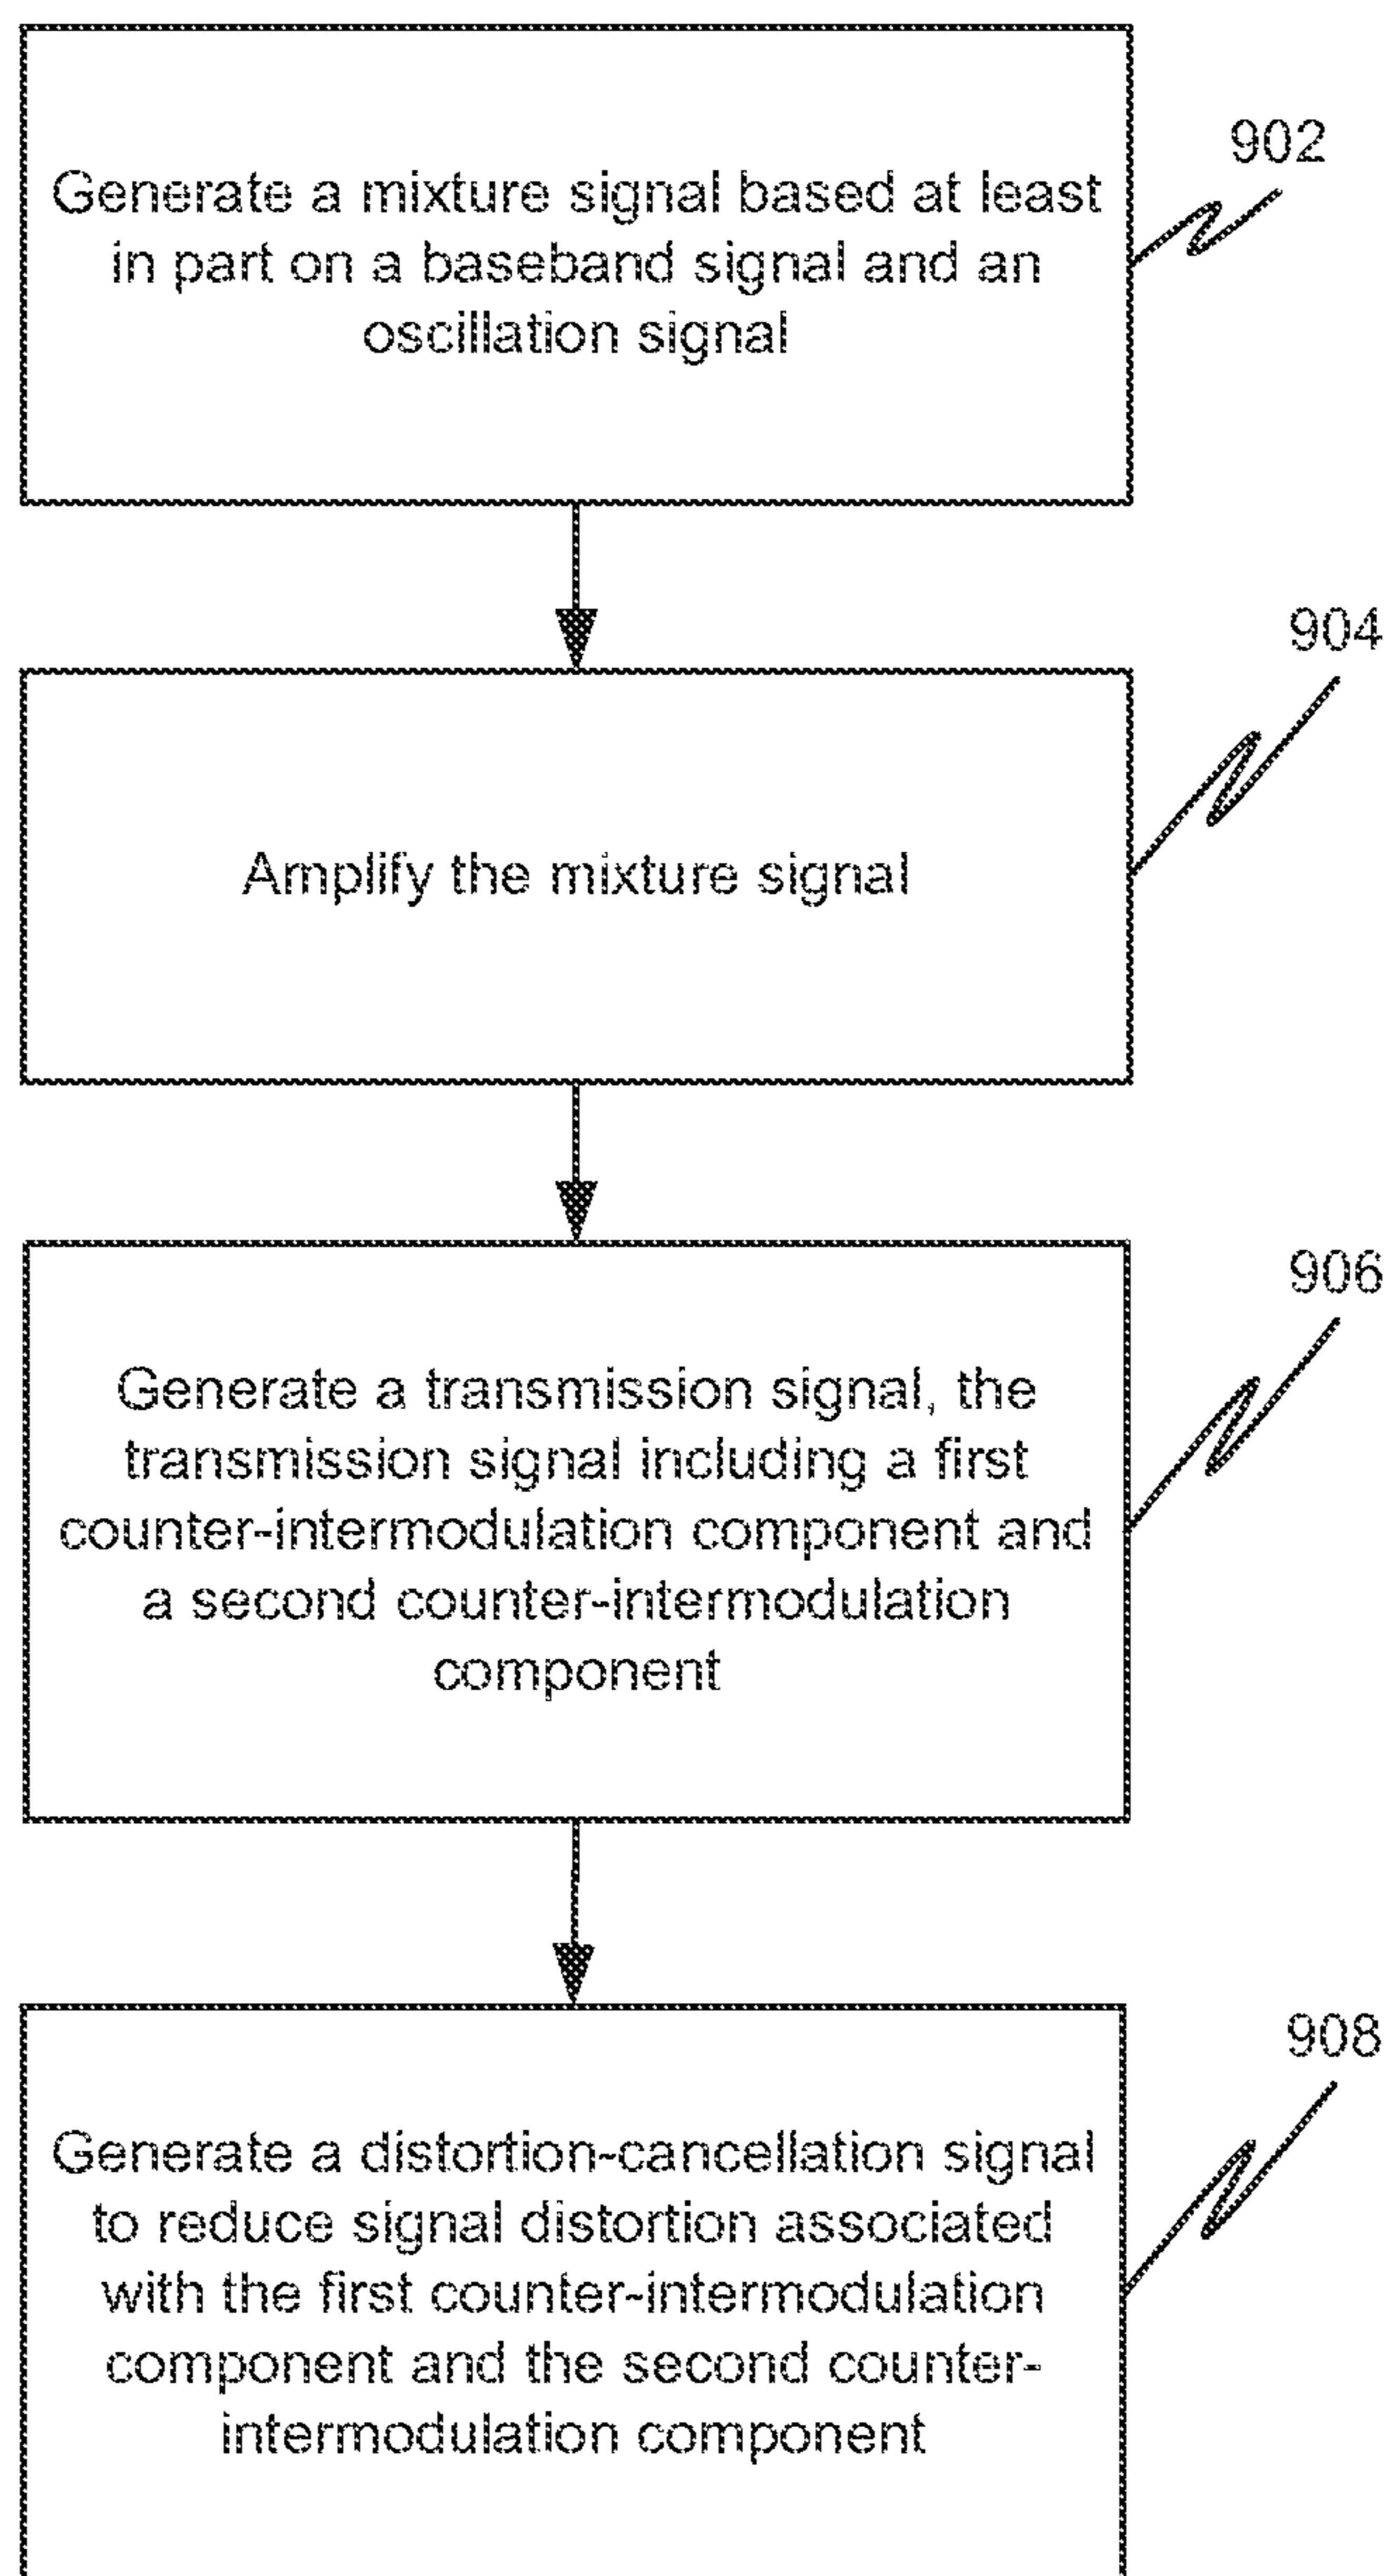 902
Generate a mixture signal based at least
in part on a baseband signal and an
oscillation signal
904
Amplify the mixture signal
906
Generate a transmission signal, the
transmission signal including a first
counter-intermodulation component and
a second counter-intermodulation
component
908
Generate a distortion-cancellation signal
to reduce signal distortion associated
with the first counter-intermodulation
component and the second counter-
intermodulation component